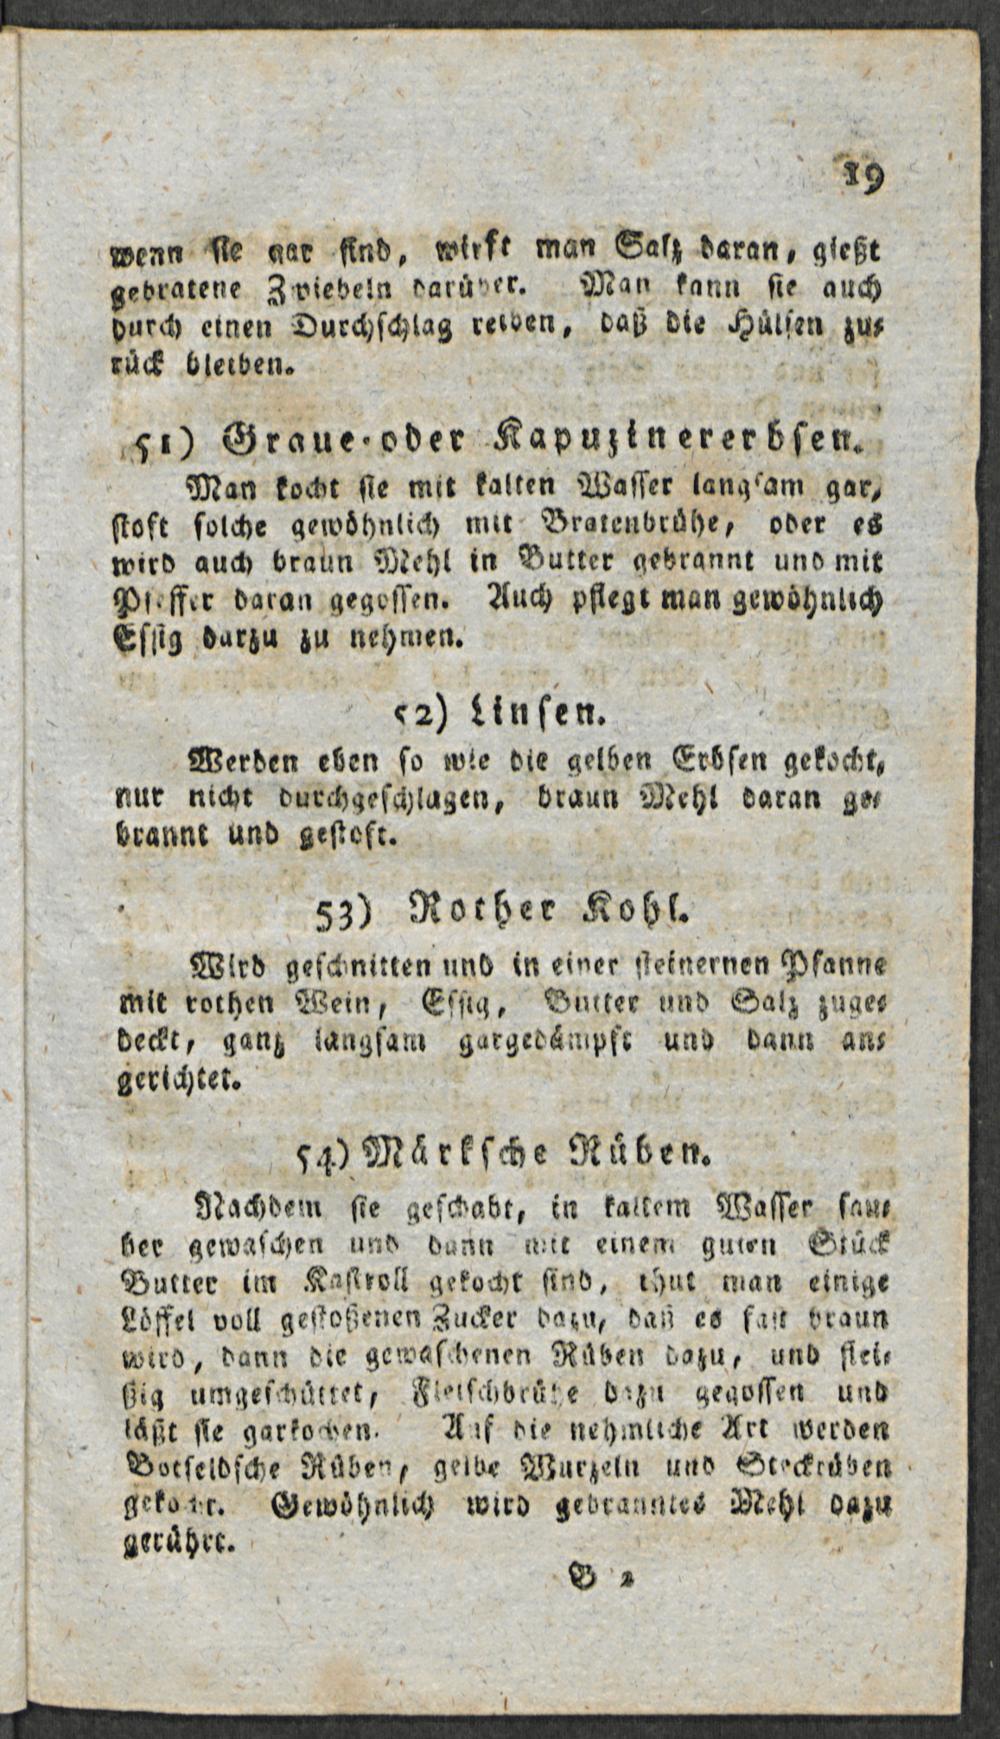 19
wenn sie gar sind, wirft man Salz daran, gießt
gebratene Zwiebeln darüber. Man kann sie auch
durch einen Durchschlag reiben, daß die Hülsen zu⸗
rück bleiben.
51) Graue⸗oder Kapuzinererbsen.
Man kocht sie mit kalten Wasser langsam gar,
stoft solche gewöhnlich mit Bratenbrühe, oder es
wird auch braun Mehl in Butter gebrannt und mit
Pfeffer daran gegossen. Auch pflegt man gewöhnlich
Essig darzu zu nehmen.
52) Linsen.
Werden eben so wie die gelben Erbsen gekocht,
nur nicht durchgeschlagen, braun Mehl daran ge⸗
brannt und gestoft.
53) Rother Kohl.
Wird geschnitten und in einer steinernen Pfanne
mit rothen Wein, Essig, Butter und Salz zuge⸗
deckt, ganz langsam gargedämpft und dann an⸗
gerichtet.
54) Märksche Rüben.
Nachdem sie geschabt, in kaltem Wasser sau⸗
ber gewaschen und dann mit einem guten Stück
Butter im Kastroll gekocht sind, thut man einige
Löffel voll gestoßenen Zucker dazu, daß es fast braun
wird, dann die gewaschenen Rüben dazu, und flei⸗
ßig umgeschüttet, Fleischbrühe dazu gegossen und
läßt sie garkochen. Auf die nehmliche Art werden
Botfeldsche Rüben, gelbe Wurzeln und Steckrüben
gekocht. Gewöhnlich wird gebranntes Mehl dazu
gerührt.
B 2